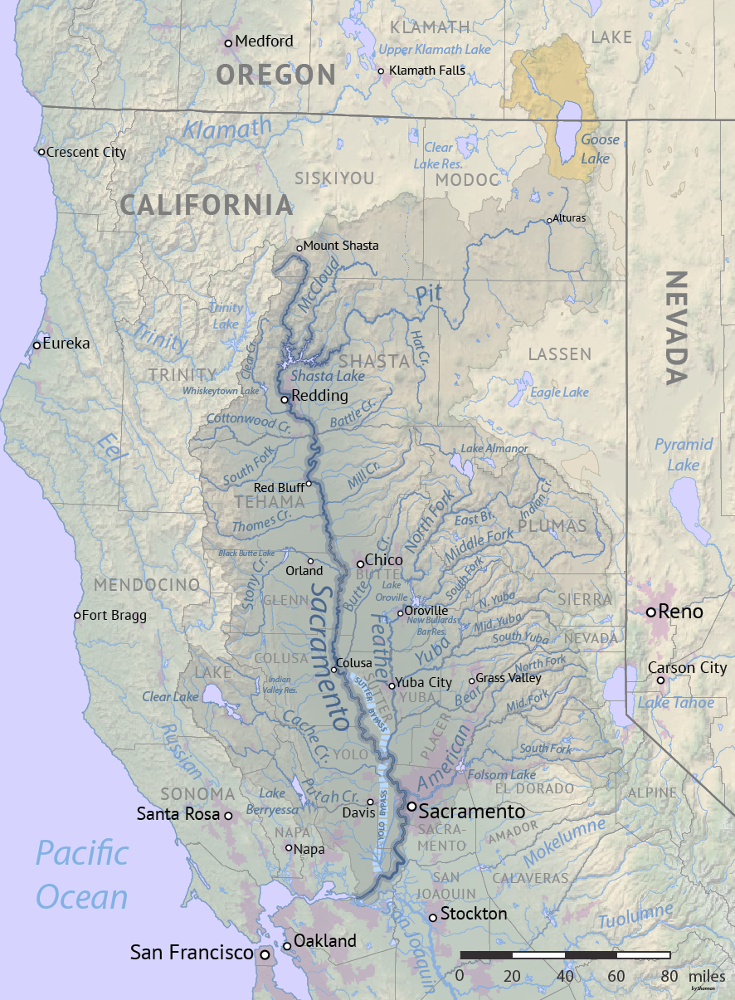 KLAMATH
LAKE
Medford
Upper Klamath Lake
OREGON
Klamath Falls
Klamath
Goose
Lake
Crescent City
Clear
Lake Res.
SISKIYOU
MODOC
CALIFORNIA
Alturas
Mount Shasta
NEVADA
McCloud
Pit
Trinity
Lake
Trinity
Eureka
Hat Cr.
Clear Cr.
SHASTA
LASSEN
TRINITY
Shasta Lake
Whiskeytown Lake
Eagle Lake
Redding
Cottonwood Cr.
Battle Cr.
Eel
Lake Almanor
Pyramid
Lake
South Fork
Mill Cr.
Red Bluff
TEHAMA
North Fork
Indian Cr.
East Br.
Thomes Cr.
PLUMAS
Middle Fork
Black Butte Lake
Chico
Orland
BUTTE
South Fork
Stony Cr.
Butte Cr.
Lake
Oroville
MENDOCINO
GLENN
N. Yuba
SIERRA
Fort Bragg
Sacramento
Oroville
New Bullards
Bar Res.
Mid. Yuba
Reno
Feather
Yuba
South Yuba
NEVADA
COLUSA
Colusa
North Fork
LAKE
Indian
Valley Res.
SUTTER BYPASS
SUTTER
Yuba City
Grass Valley
Carson City
Clear Lake
YUBA
Bear
Mid. Fork
Lake Tahoe
Cache Cr.
PLACER
Russian
YOLO
American
South Fork
Folsom Lake
SONOMA
Lake
Berryessa
Putah Cr.
EL DORADO
ALPINE
Santa Rosa
Davis
YOLO BYPASS
Sacramento
NAPA
SACRA-
MENTO
AMADOR
Mokelumne
Pacific
Ocean
Napa
SAN
JOAQUIN
CALAVERAS
San Joaquin
Stockton
Tuolumne
San Francisco
Oakland
0 20 40 60 80 miles
by Shannon